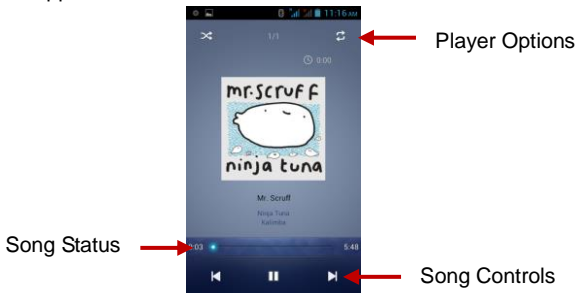 11:16 AM
1/1
Player Options
0:00
mr.scruff
ninja tuna
Mr. Scruff
Ninja Tuna
Kalimba
Song Status
0:03
5:48
Song Controls